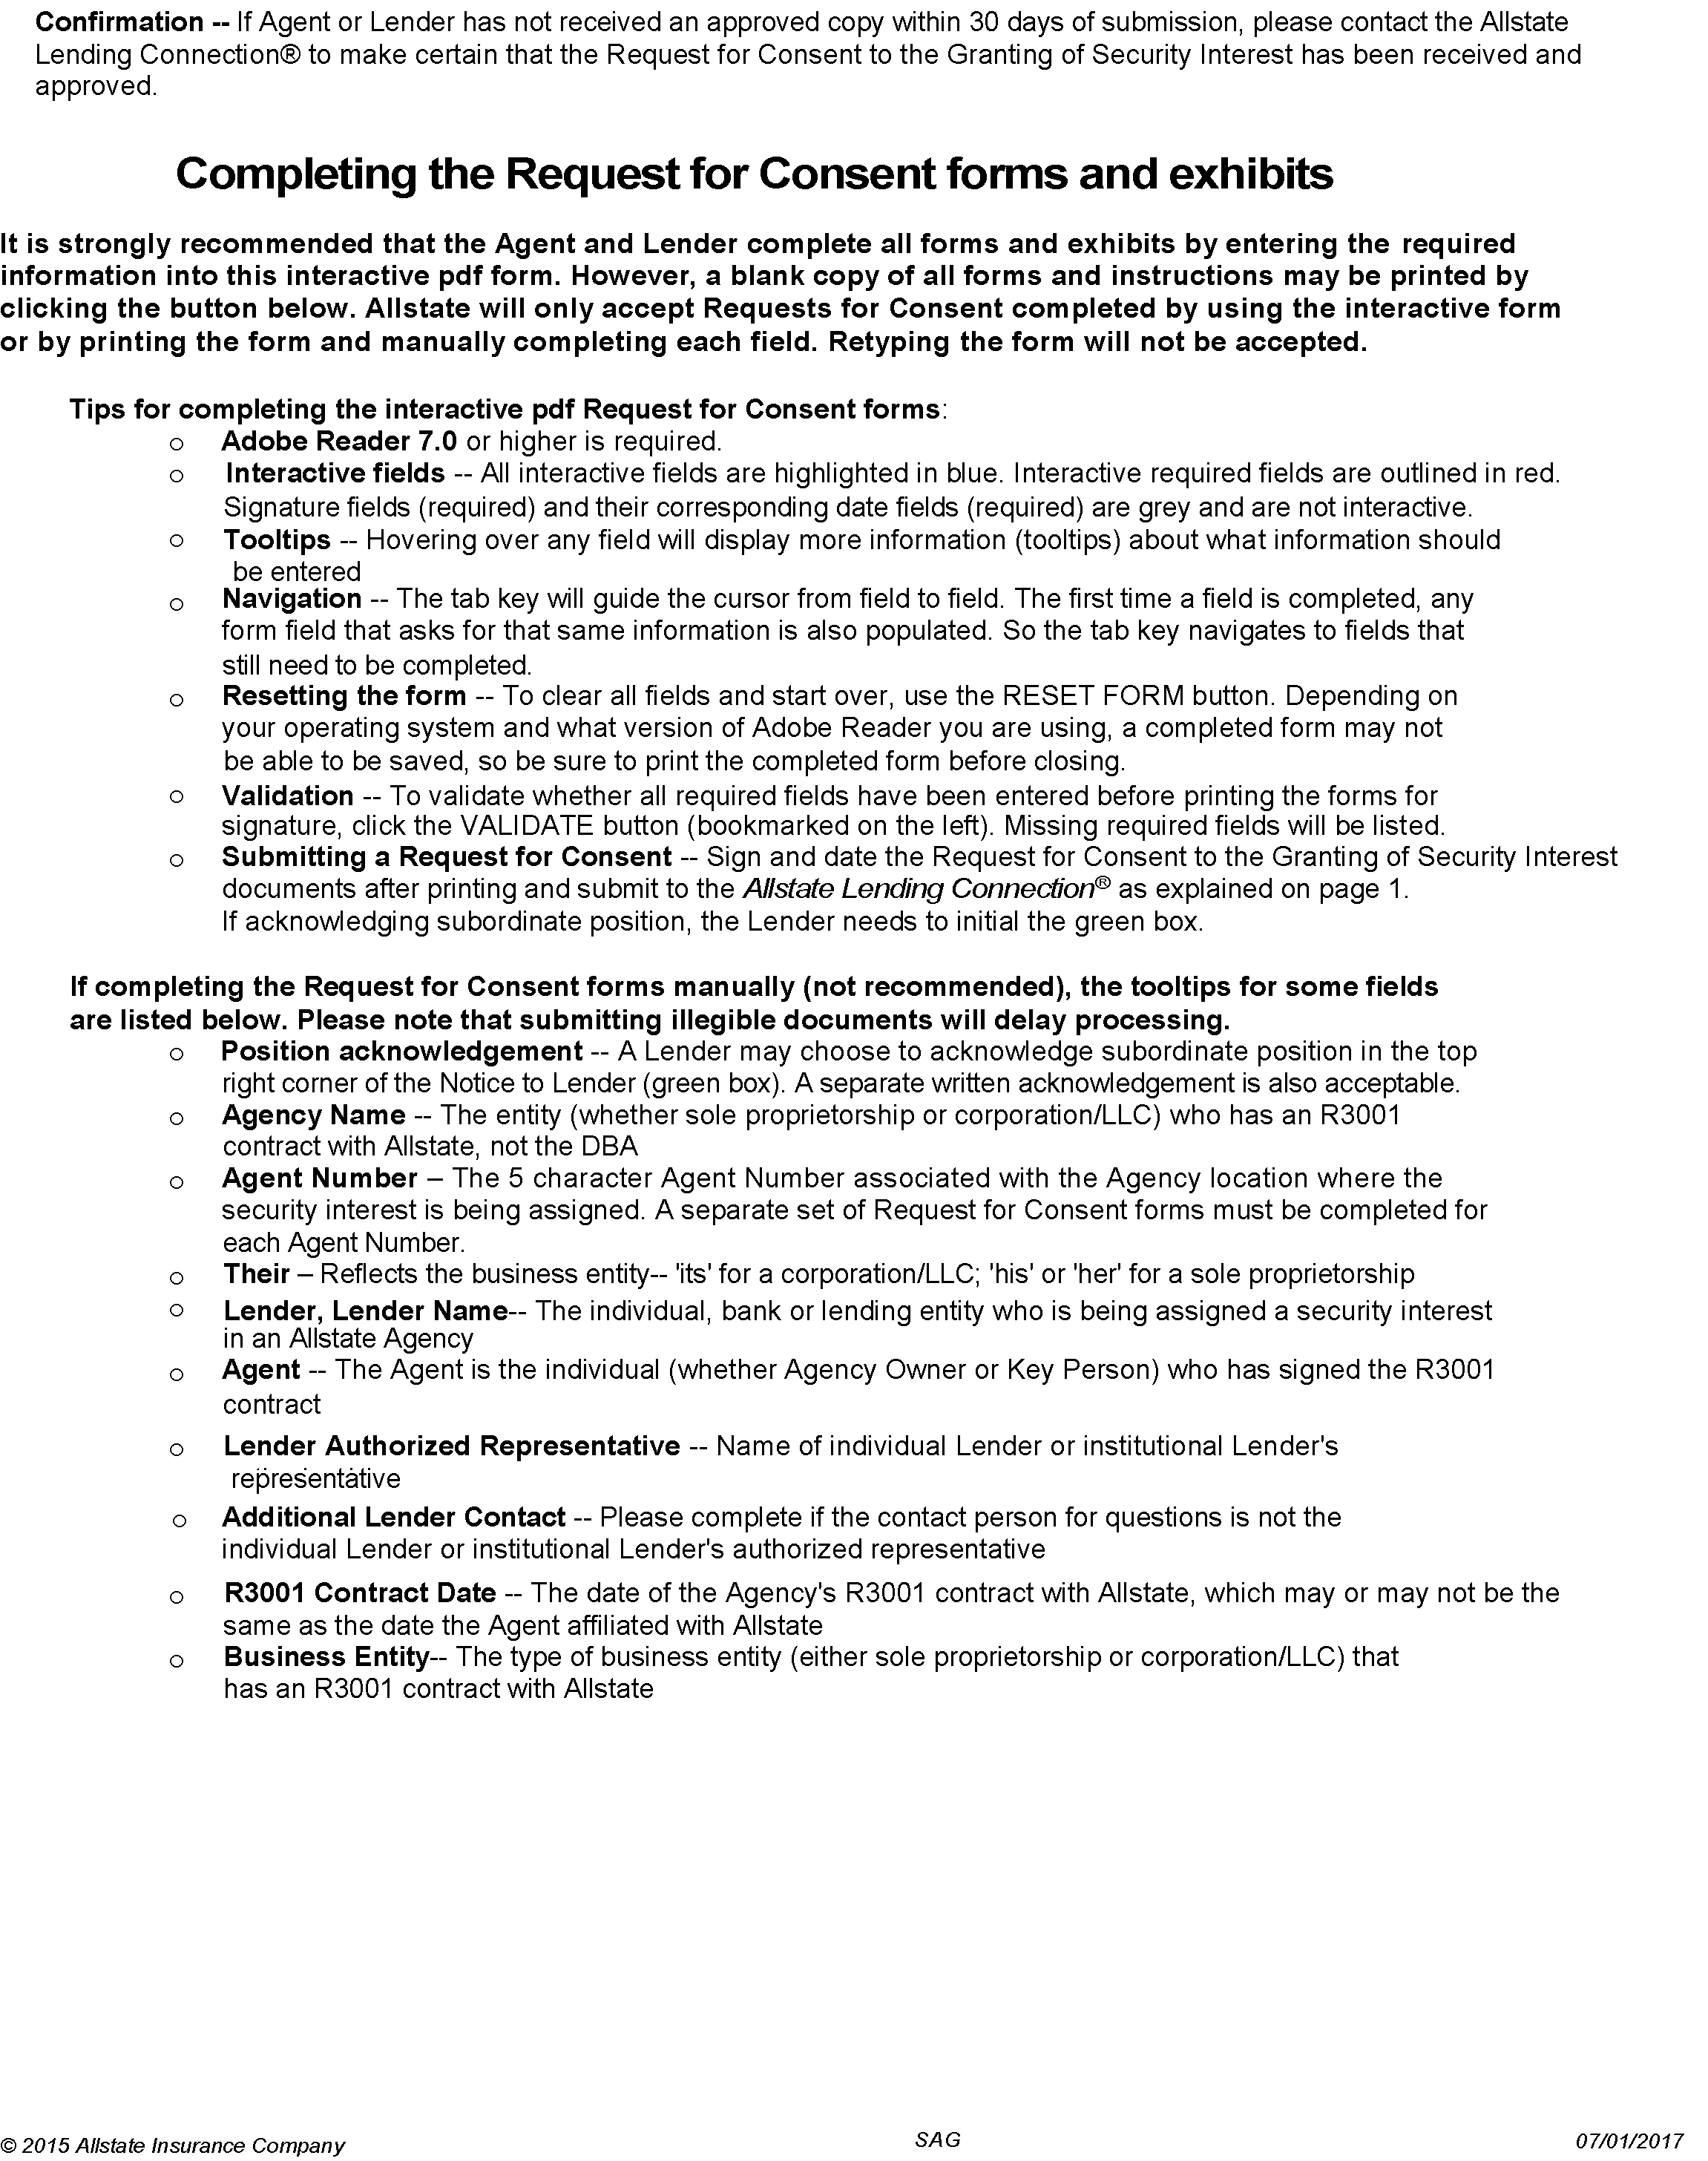 Confirmation -- If Agent or Lender has not received an approved copy within 30 days of submission, please contact the Allstate
Lending Connection® to make certain that the Request for Consent to the Granting of Security Interest has been received and
approved.
Completing the Request for Consent forms and exhibits
It is strongly recommended that the Agent and Lender complete all forms and exhibits by entering the required
information into this interactive pdf form. However, a blank copy of all forms and instructions may be printed by
clicking the button below. Allstate will only accept Requests for Consent completed by using the interactive form
or by printing the form and manually completing each field. Retyping the form will not be accepted.
Tips for completing the interactive pdf Request for Consent forms:
o Adobe Reader 7.0 or higher is required.
o Interactive fields -- All interactive fields are highlighted in blue. Interactive required fields are outlined in red.
Signature fields (required) and their corresponding date fields (required) are grey and are not interactive.
o Tooltips -- Hovering over any field will display more information (tooltips) about what information should
be entered
o Navigation -- The tab key will guide the cursor from field to field. The first time a field is completed, any
form field that asks for that same information is also populated. So the tab key navigates to fields that
still need to be completed.
o Resetting the form -- To clear all fields and start over, use the RESET FORM button. Depending on
your operating system and what version of Adobe Reader you are using, a completed form may not
be able to be saved, so be sure to print the completed form before closing.
o Validation -- To validate whether all required fields have been entered before printing the forms for
signature, click the VALIDATE button (bookmarked on the left). Missing required fields will be listed.
o Submitting a Request for Consent -- Sign and date the Request for Consent to the Granting of Security Interest
documents after printing and submit to the Allstate Lending Connection® as explained on page 1.
If acknowledging subordinate position, the Lender needs to initial the green box.
If completing the Request for Consent forms manually (not recommended), the tooltips for some fields
are listed below. Please note that submitting illegible documents will delay processing.
o Position acknowledgement -- A Lender may choose to acknowledge subordinate position in the top
right corner of the Notice to Lender (green box). A separate written acknowledgement is also acceptable.
o Agency Name -- The entity (whether sole proprietorship or corporation/LLC) who has an R3001
contract with Allstate, not the DBA
o Agent Number – The 5 character Agent Number associated with the Agency location where the
security interest is being assigned. A separate set of Request for Consent forms must be completed for
each Agent Number.
o Their – Reflects the business entity-- 'its' for a corporation/LLC; 'his' or 'her' for a sole proprietorship
o Lender, Lender Name-- The individual, bank or lending entity who is being assigned a security interest
in an Allstate Agency
o Agent -- The Agent is the individual (whether Agency Owner or Key Person) who has signed the R3001
contract
o Lender Authorized Representative -- Name of individual Lender or institutional Lender's
representative
o Additional Lender Contact -- Please complete if the contact person for questions is not the
individual Lender or institutional Lender's authorized representative
o R3001 Contract Date -- The date of the Agency's R3001 contract with Allstate, which may or may not be the
same as the date the Agent affiliated with Allstate
o Business Entity-- The type of business entity (either sole proprietorship or corporation/LLC) that
has an R3001 contract with Allstate
© 2015 Allstate Insurance Company SAG 07/01/2017